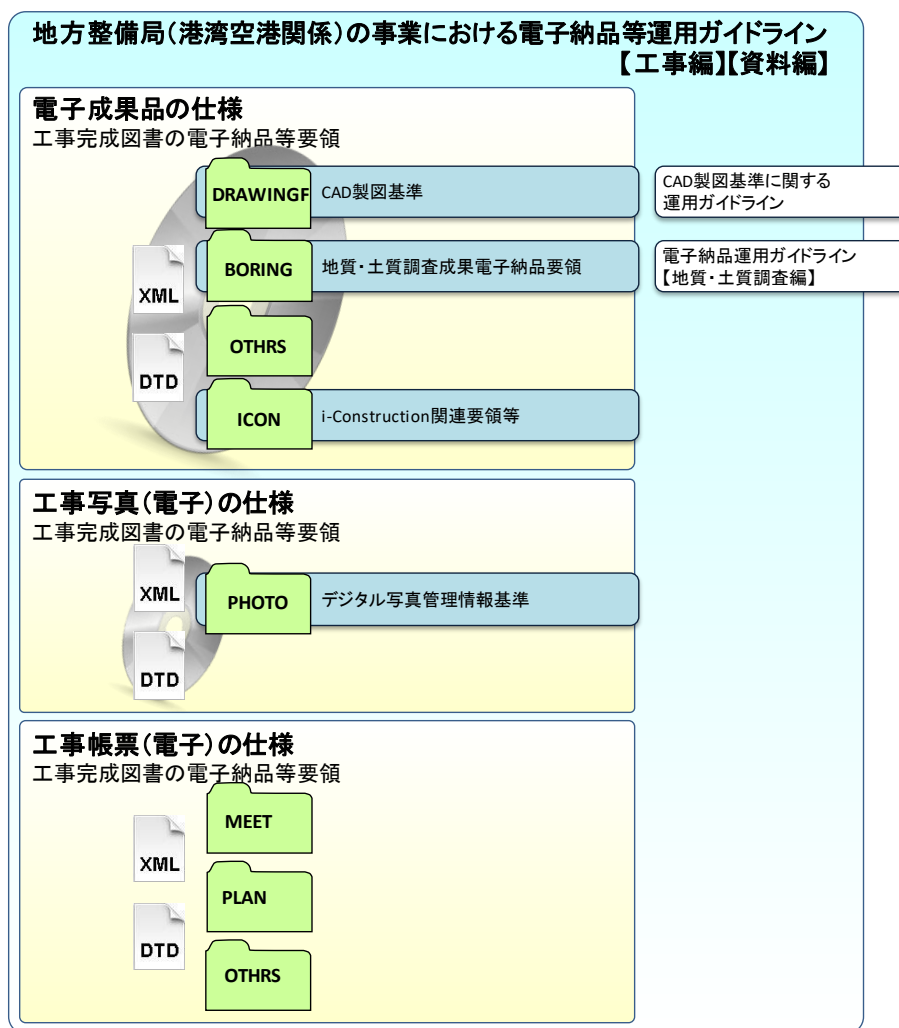 地方整備局(港湾空港関係)の事業における電子納品等運用ガイドライン
【工事編】【資料編】
電子成果品の仕様
工事完成図書の電子納品等要領
DRAWINGF
CAD製図基準
CAD製図基準に関する
運用ガイドライン
XML
BORING
地質・土質調査成果電子納品要領
電子納品運用ガイドライン
【地質・土質調査編】
DTD
OTHRS
ICON
i-Construction関連要領等
工事写真(電子)の仕様
工事完成図書の電子納品等要領
XML
PHOTO
デジタル写真管理情報基準
DTD
工事帳票(電子)の仕様
工事完成図書の電子納品等要領
MEET
XML
PLAN
DTD
OTHRS